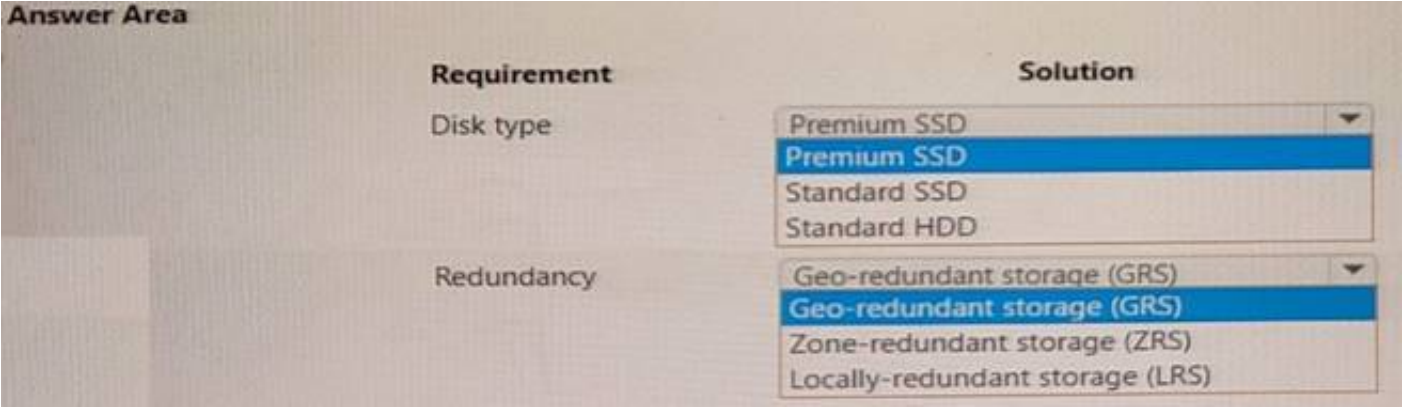 Answer Area
Requirement Solution
Disk type Premium SSD
Premium SSD
Standard SSD
Standard HDD
Redundancy Geo-redundant storage (GRS)
Geo-redundant storage (GRS)
Zone-redundant storage (ZRS)
Locally-redundant storage (LRS)